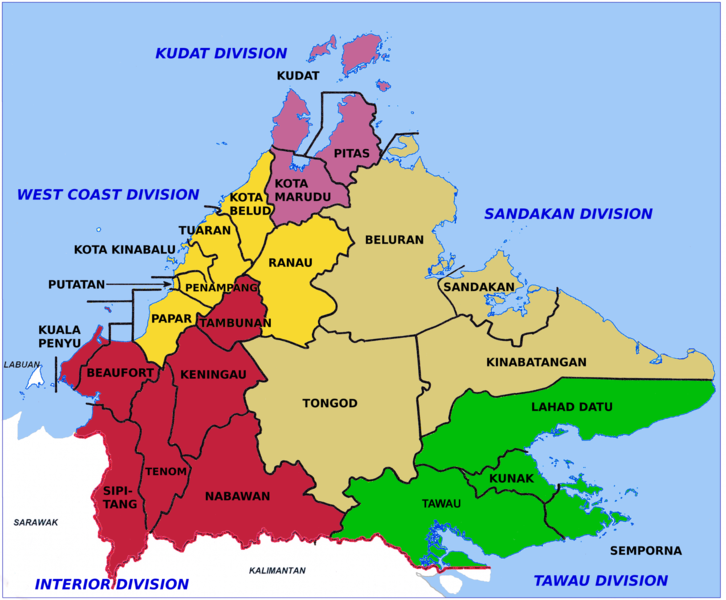 KUDAT DIVISION
KUDAT
PITAS
KOTA
MARUDU
WEST COAST DIVISION
KOTA
BELUD
TUARAN
KOTA KINABALU
RANAU
BELURAN
SANDAKAN DIVISION
PUTATAN
PENAMPANG
SANDAKAN
PAPAR
TAMBUNAN
KUALA
PENYU
LABUAN
BEAUFORT
KENINGAU
KINABATANGAN
TONGOD
LAHAD DATU
TENOM
SIPI-
TANG
NABAWAN
KUNAK
TAWAU
SARAWAK
SEMPORNA
KALIMANTAN
INTERIOR DIVISION
TAWAU DIVISION